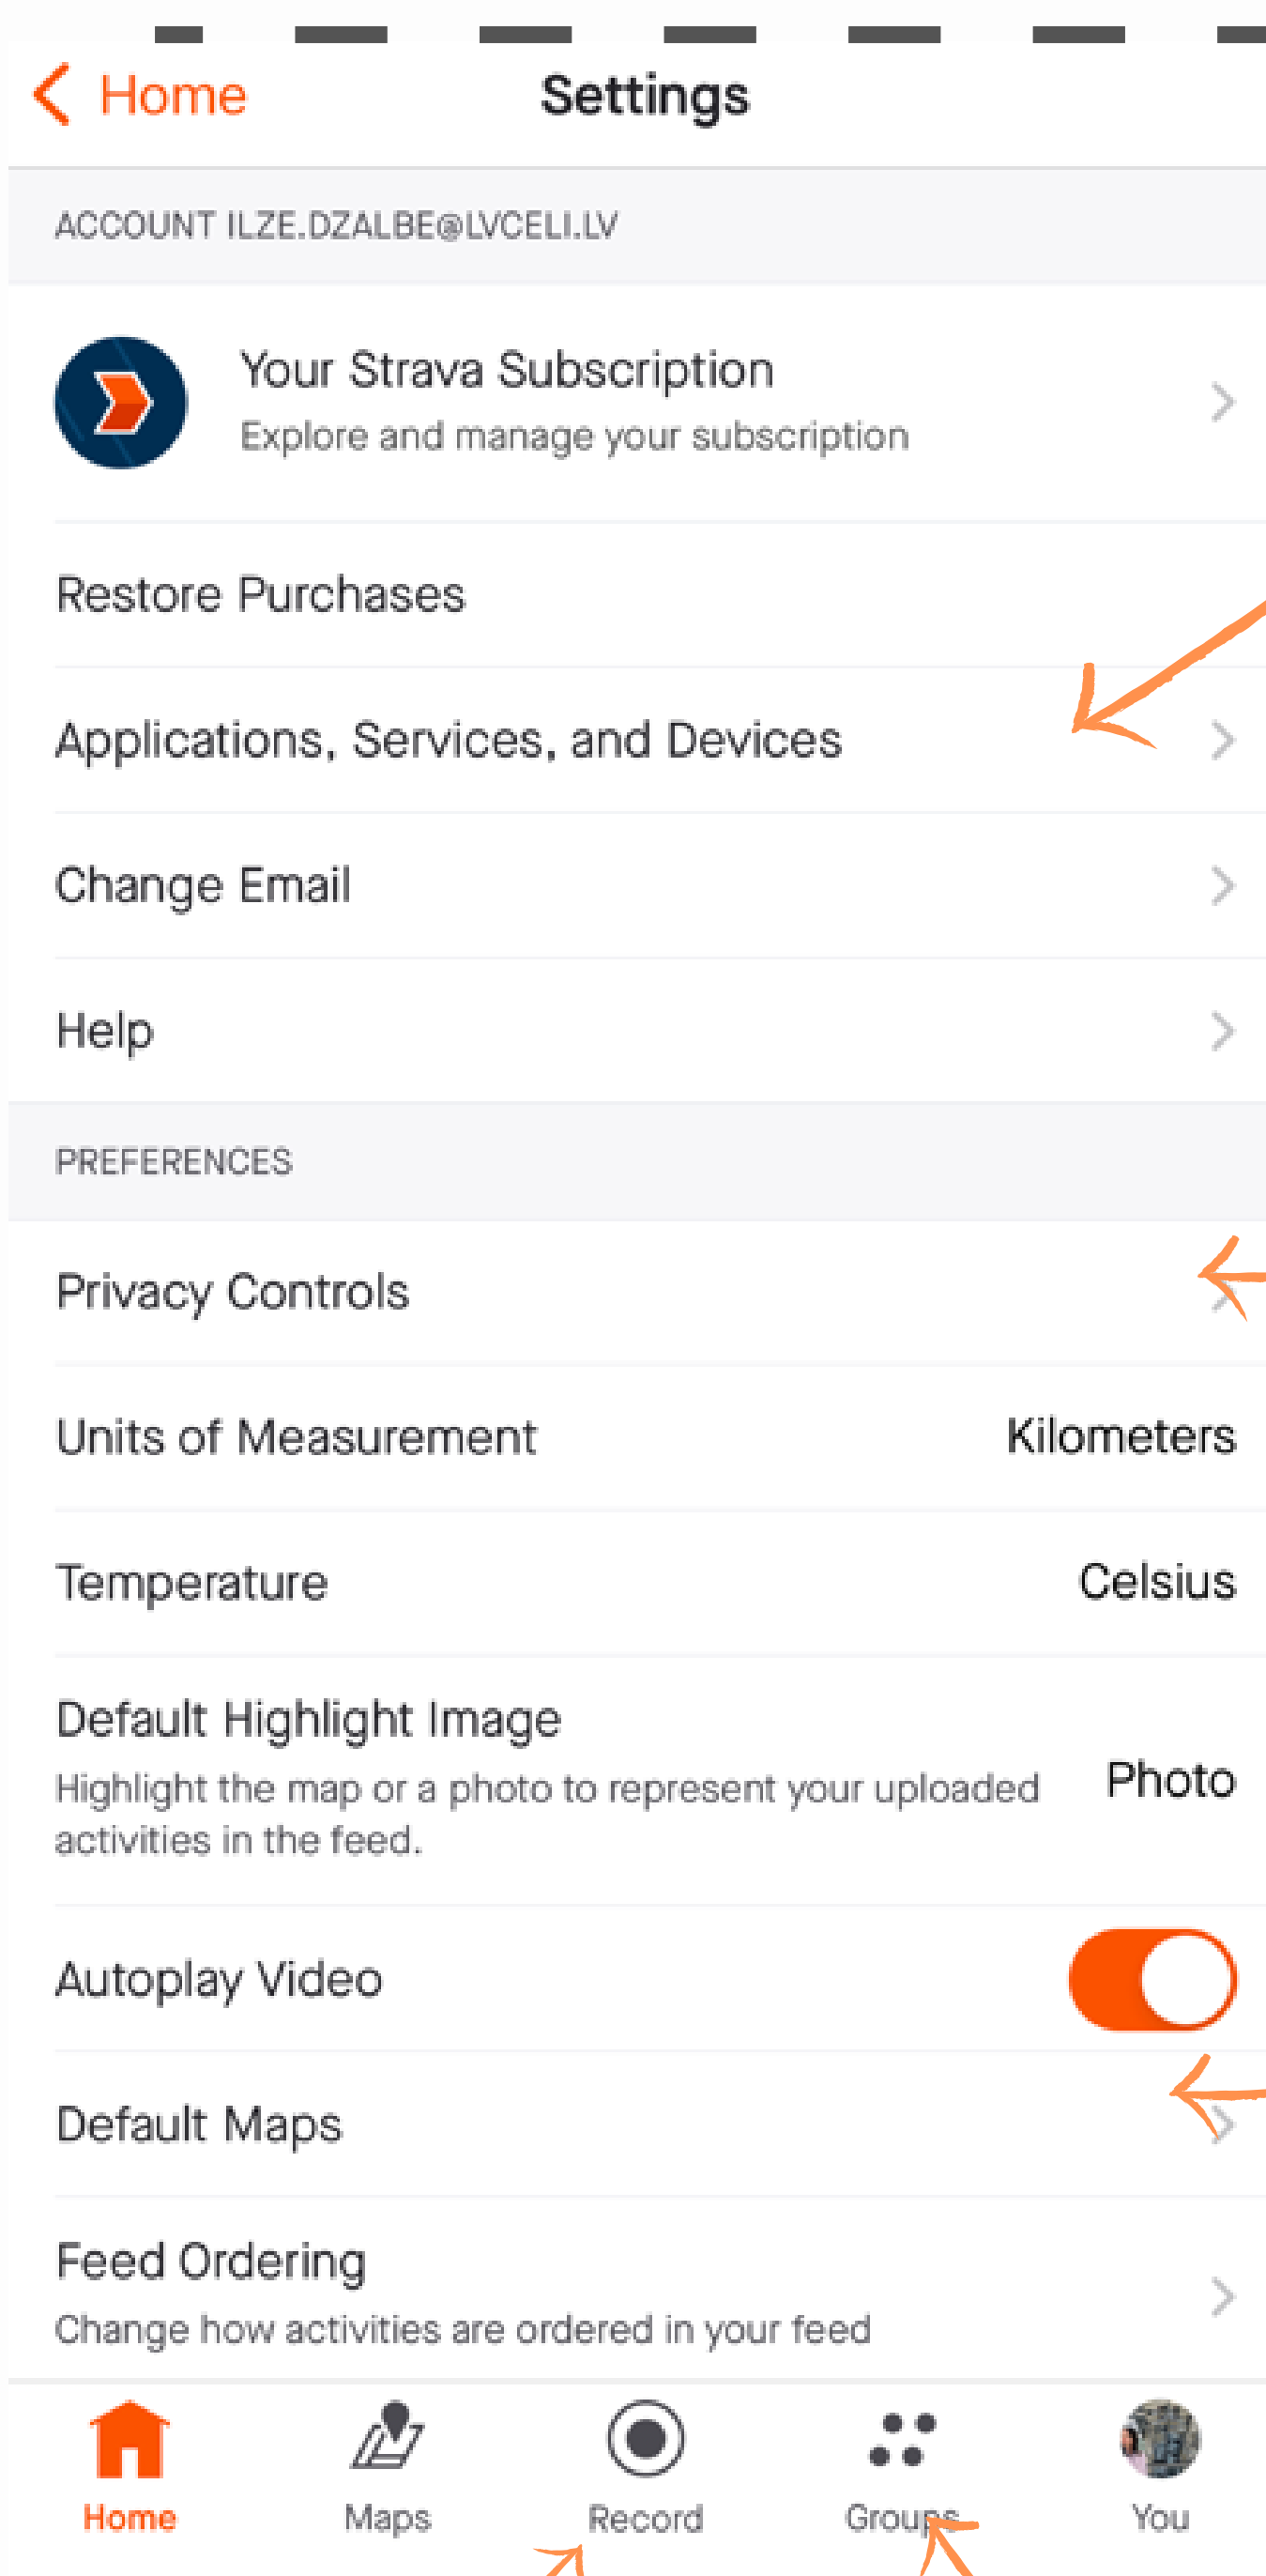 Home
Settings
ACCOUNT ILZE.DZALBE@LVCELI.LV
Your Strava Subscription
Explore and manage your subscription
Restore Purchases
Applications, Services, and Devices
Change Email
Help
PREFERENCES
Privacy Controls
Units of Measurement Kilometers
Temperature Celsius
Default Highlight Image
Highlight the map or a photo to represent your uploaded
activities in the feed.
Photo
Autoplay Video
Default Maps
Feed Ordering
Change how activities are ordered in your feed
Home Maps Record Groups You